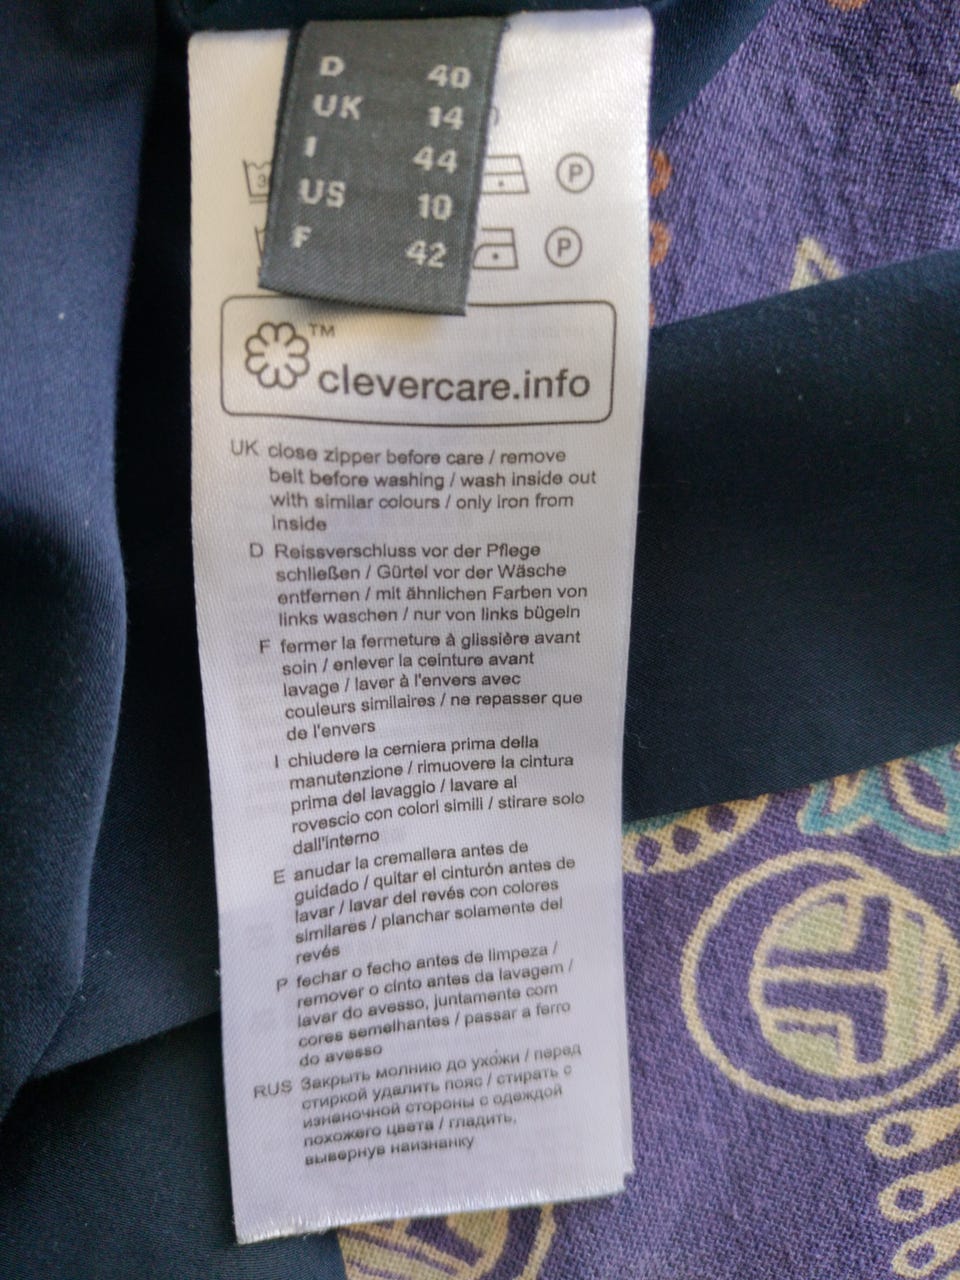 D 40
UK 14
I 44
US 10
F 42
P
P
TM
clevercare.info
UK close zipper before care / remove
belt before washing / wash inside out
with similar colours / only iron from
inside
D Reissverschluss vor der Pflege
schließen / Gürtel vor der Wäsche
entfernen / mit ähnlichen Farben von
links waschen / nur von links bügeln
F fermer la fermeture à glissière avant
soin / enlever la ceinture avant
lavage / laver à l'envers avec
couleurs similaires / ne repasser que
de l'envers
I chiudere la cerniera prima della
manutenzione / rimuovere la cintura
prima del lavaggio / lavare al
rovescio con colori simili / stirare solo
dall'interno
E anudar la cremallera antes de
guidado / quitar el cinturón antes de
lavar / lavar del revés con colores
similares / planchar solamente del
revés
P fechar o fecho antes de limpeza /
remover o cinto antes da lavagem /
lavar do avesso, juntamente com
cores semelhantes / passar a ferro
do avesso
RUS Закрыть молнию до ухожи / перед
стиркой удалить пояс / стирать с
изнаночной стороны с одеждой
похожего цвета / гладить,
вывернув наизнанку